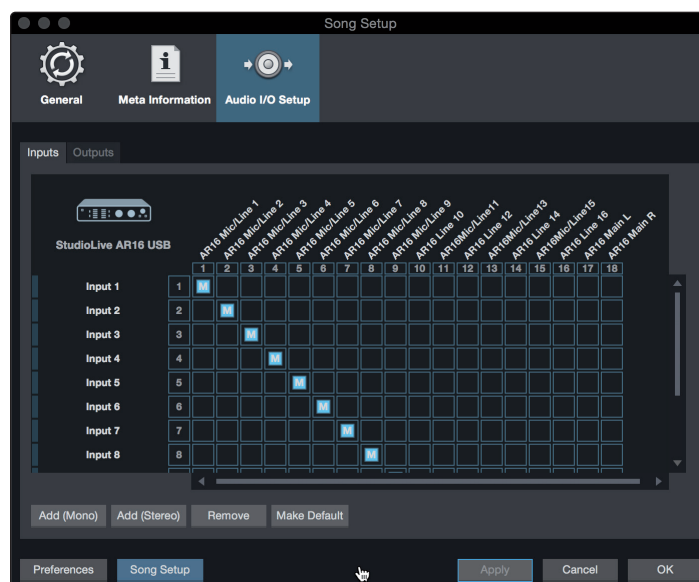 Song Setup
General
Meta Information
Audio I/O Setup
Inputs
Outputs
StudioLive AR16 USB
AR16 Mic/Line 1
AR16 Mic/Line 2
AR16 Mic/Line 3
AR16 Mic/Line 4
AR16 Mic/Line 5
AR16 Mic/Line 6
AR16 Mic/Line 7
AR16 Mic/Line 8
AR16 Mic/Line 9
AR16 Line 10
AR16Mic/Line11
AR16 Line 12
AR16Mic/Line13
AR16 Line 14
AR16Mic/Line15
AR16 Line 16
AR16 Main L
AR16 Main R
1 2 3 4 5 6 7 8 9 10 11 12 13 14 15 16 17 18
Input 1 1 M
Input 2 2 M
Input 3 3 M
Input 4 4 M
Input 5 5 M
Input 6 6 M
Input 7 7 M
Input 8 8 M
Add (Mono) Add (Stereo) Remove Make Default
Preferences Song Setup Apply Cancel OK